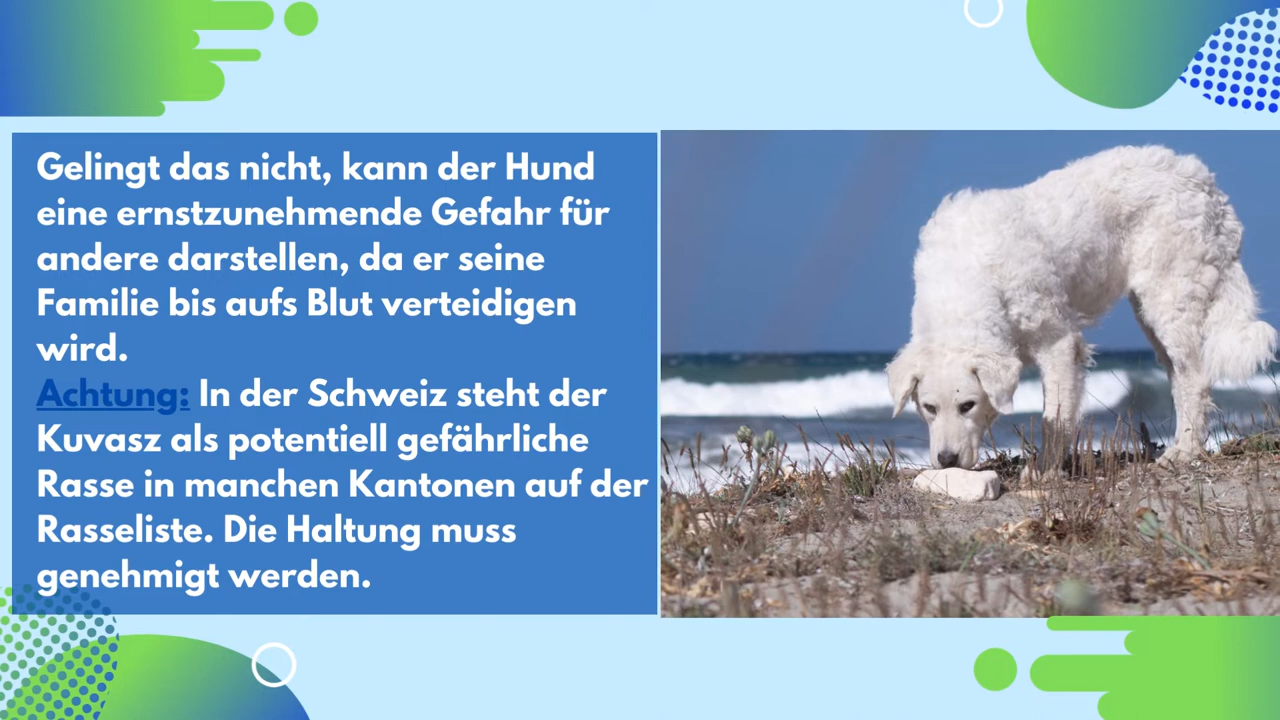 Gelingt das nicht, kann der Hund
eine ernstzunehmende Gefahr für
andere darstellen, da er seine
Familie bis aufs Blut verteidigen
wird.
Achtung: In der Schweiz steht der
Kuvasz als potentiell gefährliche
Rasse in manchen Kantonen auf der
Rasseliste. Die Haltung muss
genehmigt werden.